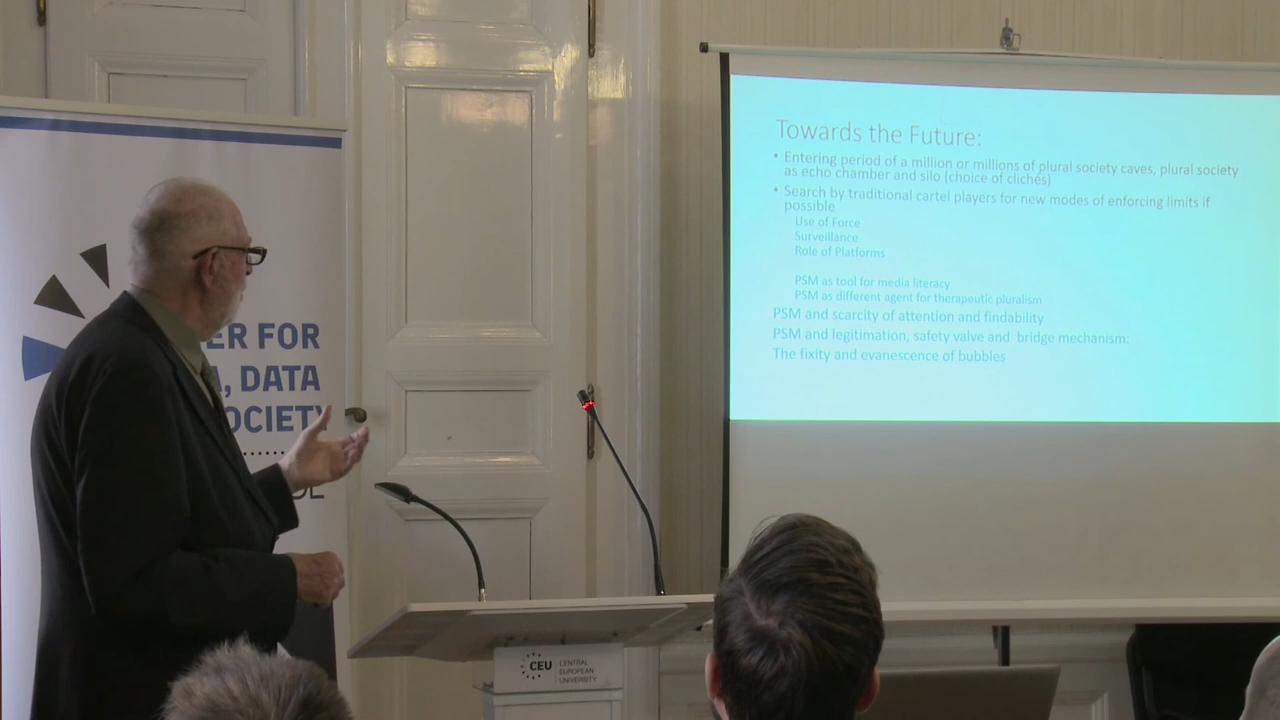 ER FOR
, DATA
OCIETY
Towards the Future:
• Entering period of a million or millions of plural society caves, plural society
as echo chamber and silo (choice of clichés)
• Search by traditional cartel players for new modes of enforcing limits if
possible
Use of Force
Surveillance
Role of Platforms
PSM as tool for media literacy
PSM as different agent for therapeutic pluralism
PSM and scarcity of attention and findability
PSM and legitimation, safety valve and bridge mechanism:
The fixity and evanescence of bubbles
CEU
CENTRAL
EUROPEAN
UNIVERSITY